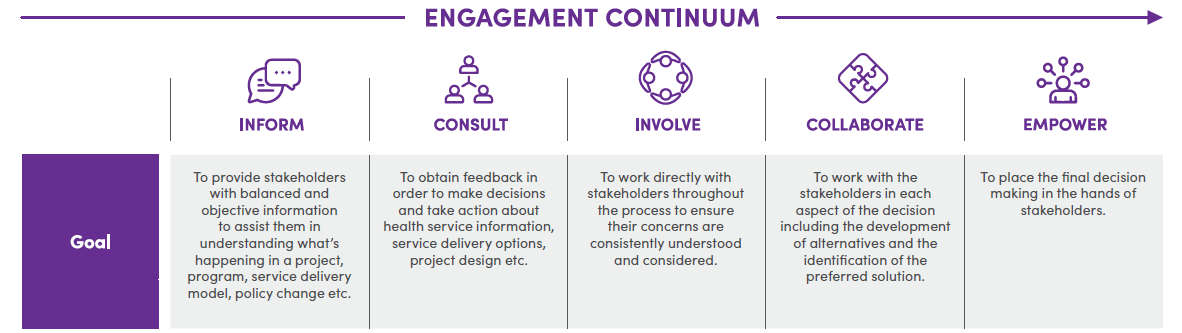 ENGAGEMENT CONTINUUM
INFORM
CONSULT
INVOLVE
COLLABORATE
EMPOWER
Goal
To provide stakeholders
with balanced and
objective information
to assist them in
understanding what's
happening in a project,
program, service delivery
model, policy change etc.
To obtain feedback in
order to make decisions
and take action about
health service information,
service delivery options,
project design etc.
To work directly with
stakeholders throughout
the process to ensure
their concerns are
consistently understood
and considered.
To work with the
stakeholders in each
aspect of the decision
including the development
of alternatives and the
identification of the
preferred solution.
To place the final decision
making in the hands of
stakeholders.